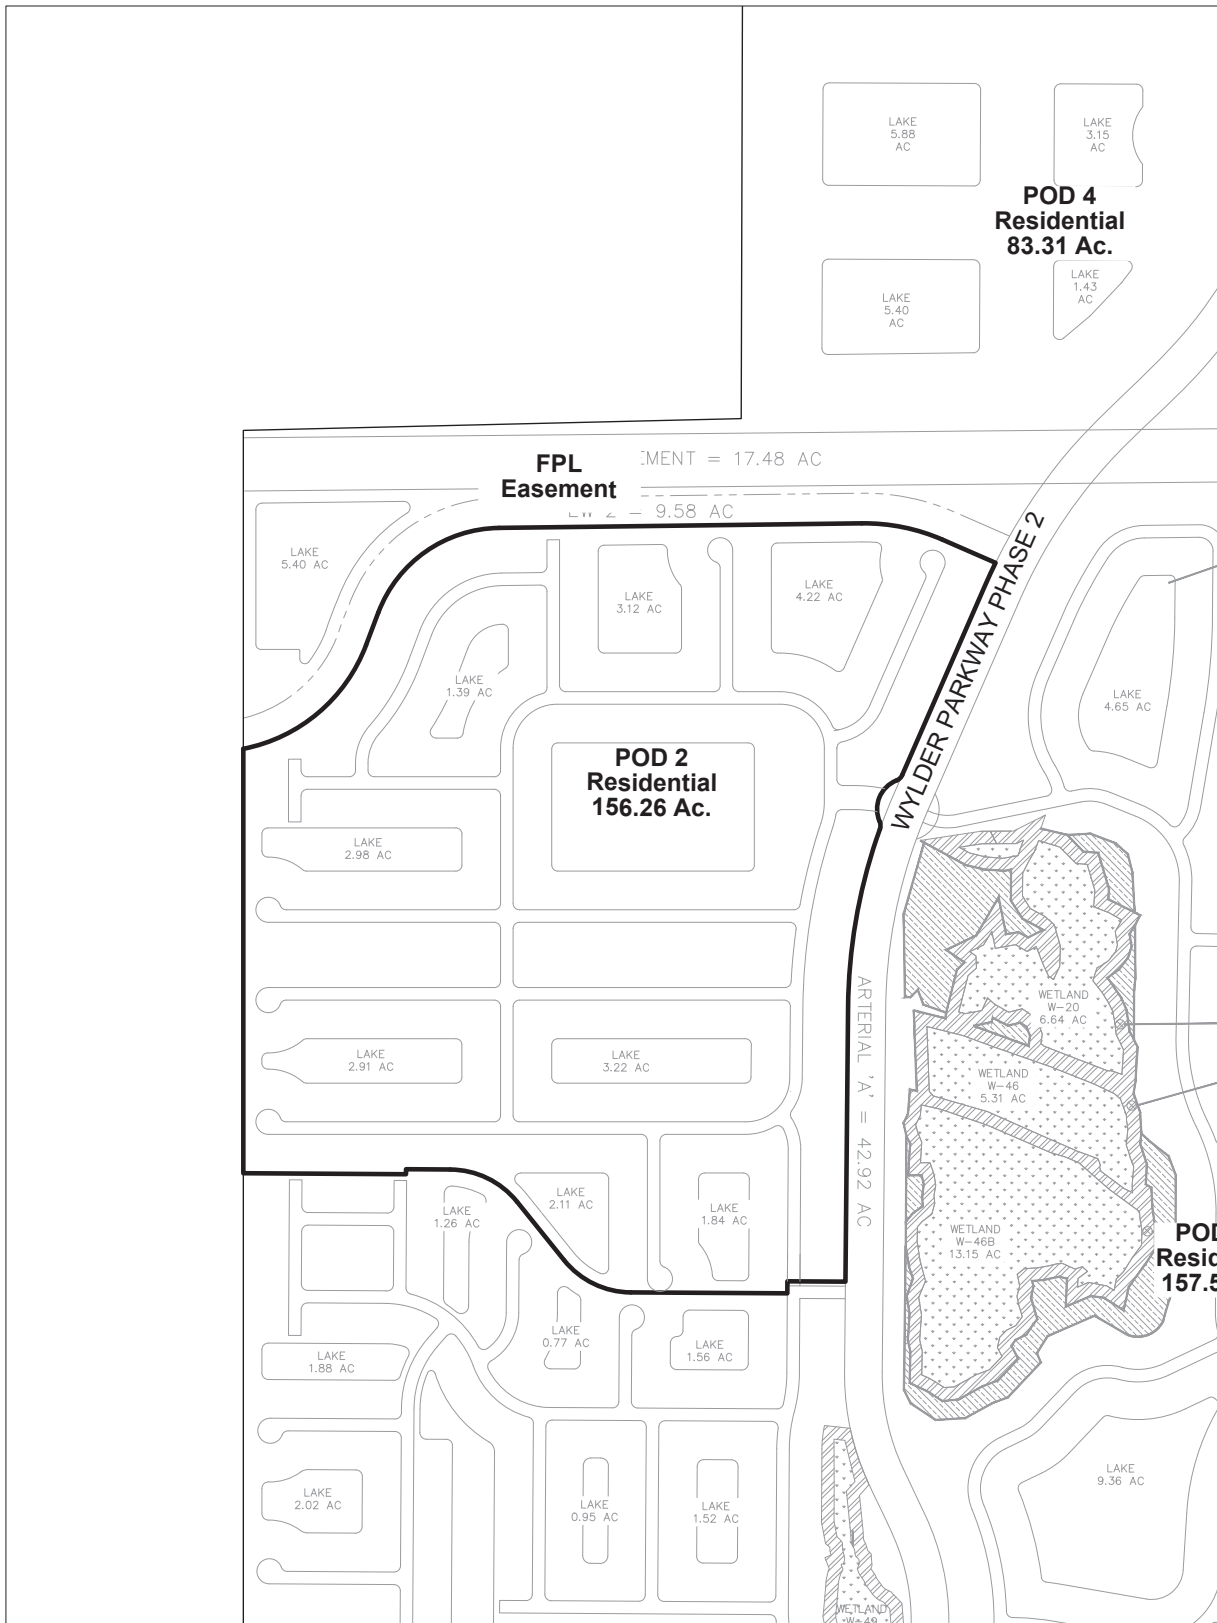 LAKE
5.88
AC
LAKE
3.15
AC
POD 4
Residential
83.31 Ac.
LAKE
5.40
AC
LAKE
1.43
AC
FPL
Easement
EMENT = 17.48 AC
9.58 AC
WYLDER PARKWAY PHASE 2
LAKE
5.40 AC
LAKE
3.12 AC
LAKE
4.22 AC
LAKE
1.39 AC
LAKE
4.65 AC
POD 2
Residential
156.26 Ac.
LAKE
2.98 AC
ARTERIAL 'A' = 42.92 AC
WETLAND
W-20
6.64 AC
LAKE
2.91 AC
LAKE
3.22 AC
WETLAND
W-46
5.31 AC
LAKE
2.11 AC
LAKE
1.84 AC
LAKE
1.26 AC
WETLAND
W-46B
13.15 AC
POD
Resid
157.5
LAKE
0.77 AC
LAKE
1.56 AC
LAKE
1.88 AC
LAKE
9.36 AC
LAKE
2.02 AC
LAKE
0.95 AC
LAKE
1.52 AC
WETLAND
W-49